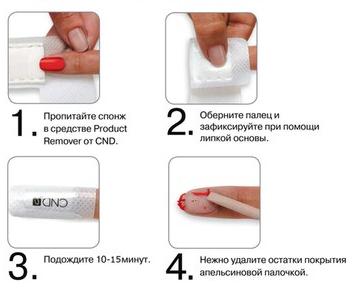 1. Пропитайте спонж
в средстве Product
Remover от CND.
2. Оберните палец и
зафиксируйте при помощи
липкой основы.
CND
3. Подождите 10-15минут.
4. Нежно удалите остатки покрытия
апельсиновой палочкой.